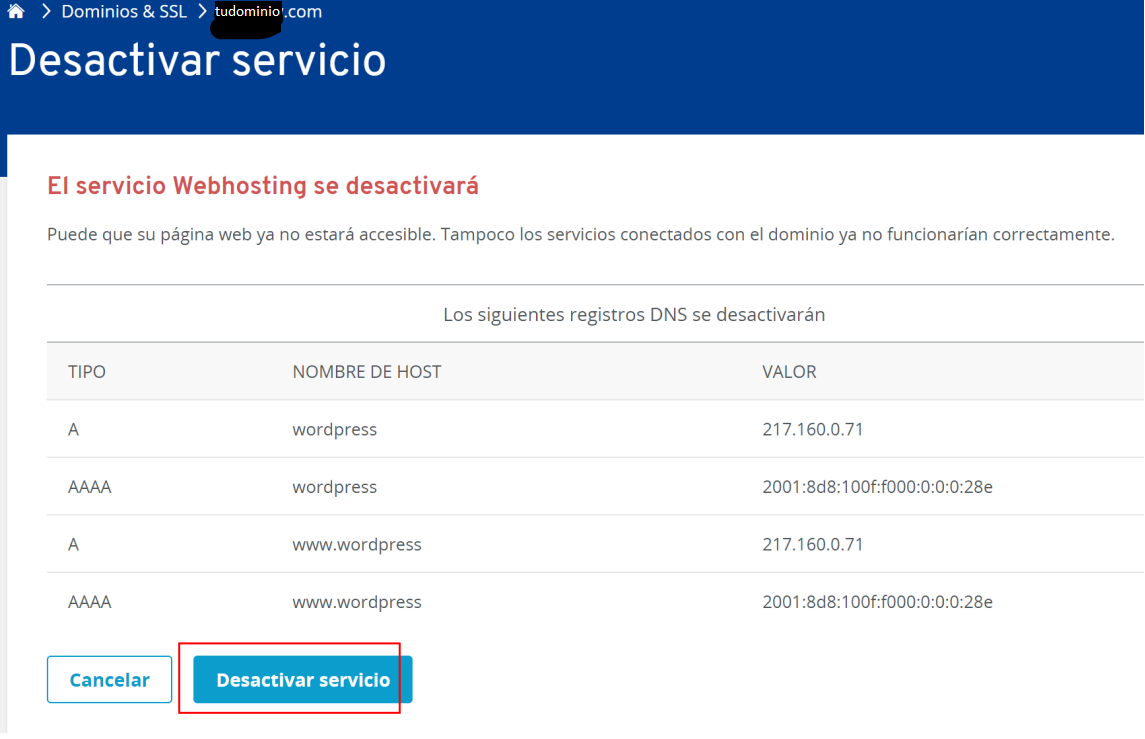 Dominios & SSL tudominio .com
Desactivar servicio
El servicio Webhosting se desactivará
Puede que su página web ya no estará accesible. Tampoco los servicios conectados con el dominio ya no funcionarían correctamente.
Los siguientes registros DNS se desactivarán
TIPO NOMBRE DE HOST VALOR
A wordpress 217.160.0.71
AAAA wordpress 2001:8d8:100f:f000:0:0:0:28e
A www.wordpress 217.160.0.71
AAAA www.wordpress 2001:8d8:100f:f000:0:0:0:28e
Cancelar Desactivar servicio